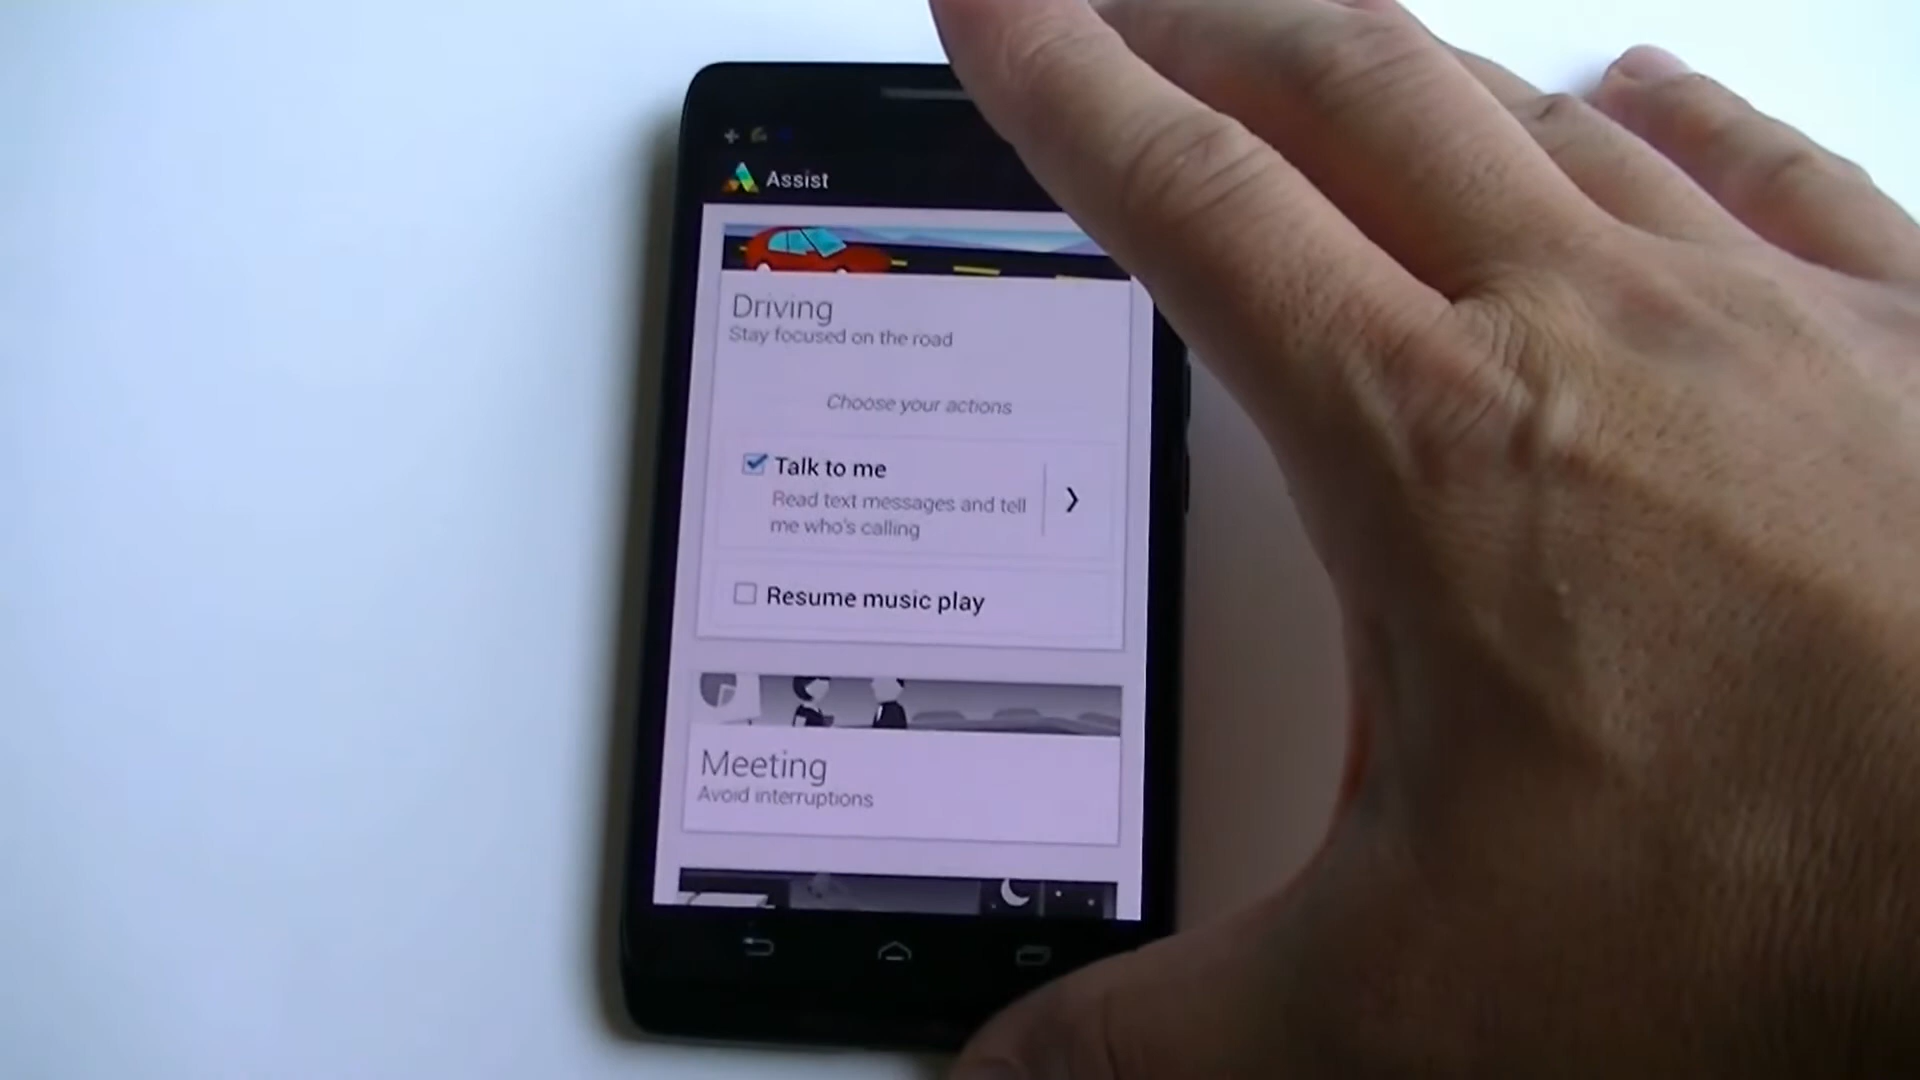 Assist
Driving
Stay focused on the road
Choose your actions
Talk to me
Read text messages and tell
me who's calling
Resume music play
Meeting
Avoid interruptions